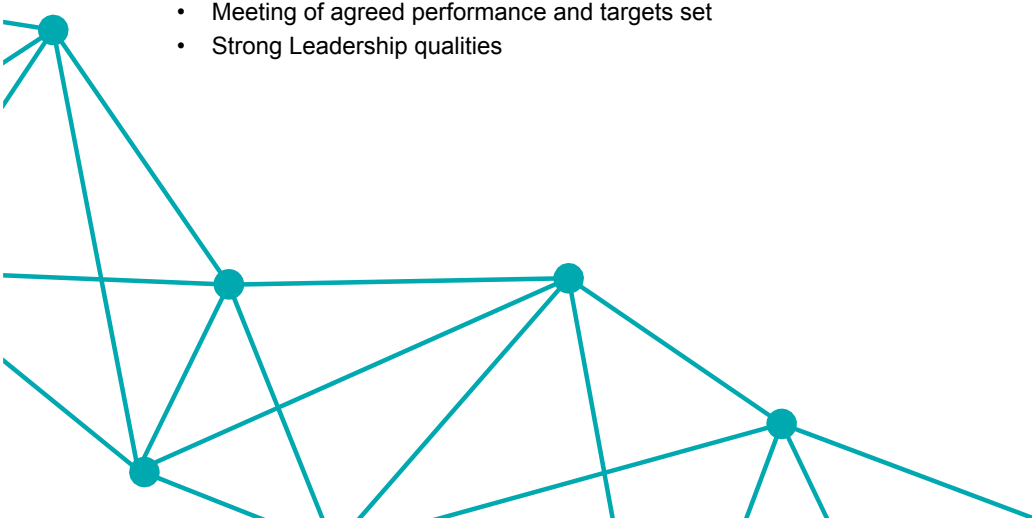 • Meeting of agreed performance and targets set
• Strong Leadership qualities